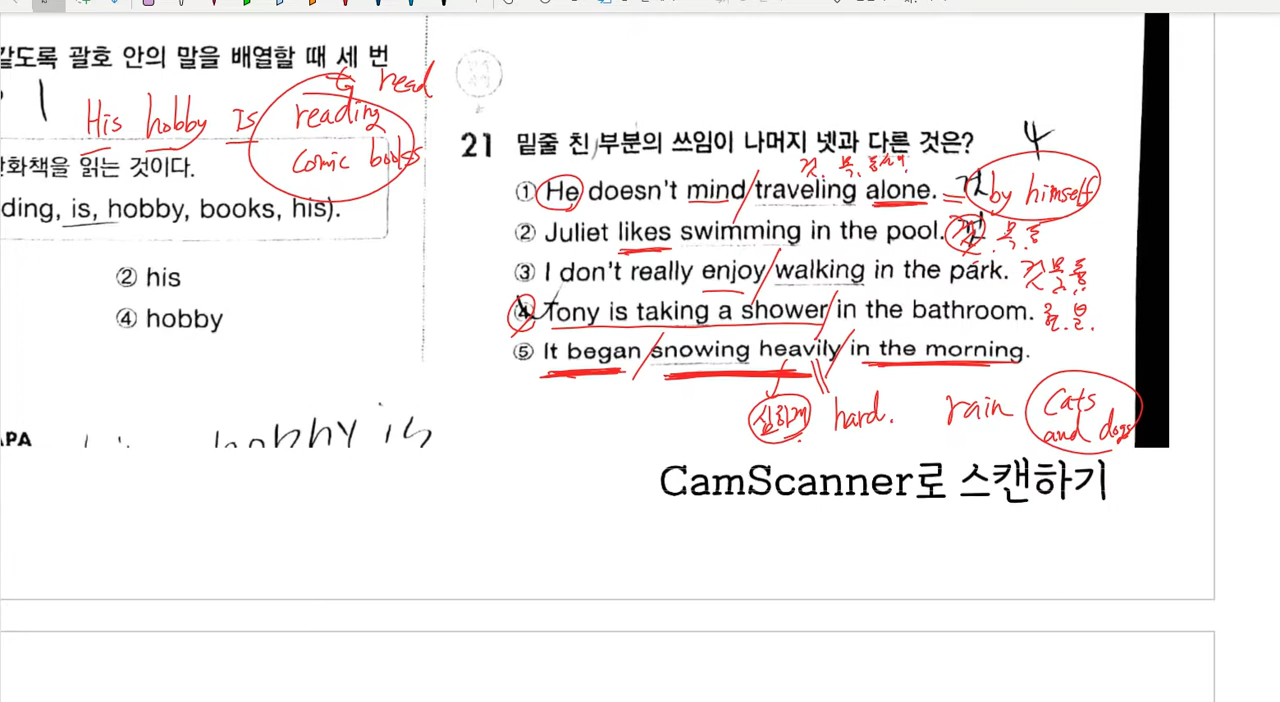 같도록 괄호 안의 말을 배열할 때 세 번
to read
His hobby Is reading
comic books
만화책을 읽는 것이다.
ding, is, hobby, books, his).
② his
④ hobby
hobby is
APA
21 밑줄 친 부분의 쓰임이 나머지 넷과 다른 것은?
4
① He doesn't mind traveling alone. = by himself
② Juliet likes swimming in the pool.
③ I don't really enjoy walking in the park.
④ Tony is taking a shower in the bathroom.
⑤ It began snowing heavily in the morning.
심하게 hard. rain cats
and dogs
CamScanner로 스캔하기